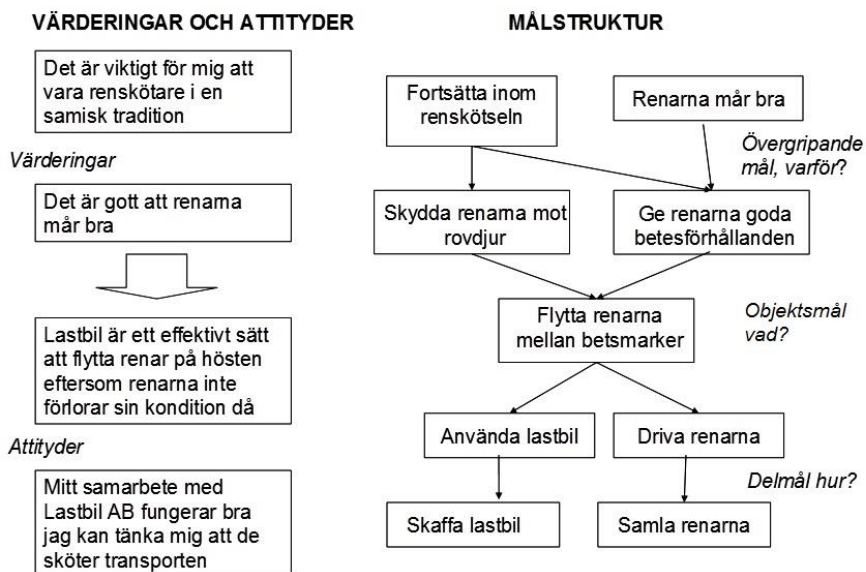 VÄRDERINGAR OCH ATTITYDER
Det är viktigt för mig att
vara renskötare i en
samisk tradition
Värderingar
Det är gott att renarna
mår bra
Lastbil är ett effektivt sätt
att flytta renar på hösten
eftersom renarna inte
förlorar sin kondition då
Attityder
Mitt samarbete med
Lastbil AB fungerar bra
jag kan tänka mig att de
sköter transporten
MÅLSTRUKTUR
Fortsätta inom
renskötseln
Renarna mår bra
Övergripande
mål, varför?
Skydda renarna mot
rovdjur
Ge renarna goda
betesförhållanden
Flytta renarna
mellan betsmarker
Objektsmål
vad?
Använda lastbil
Driva renarna
Delmål hur?
Skaffa lastbil
Samla renarna